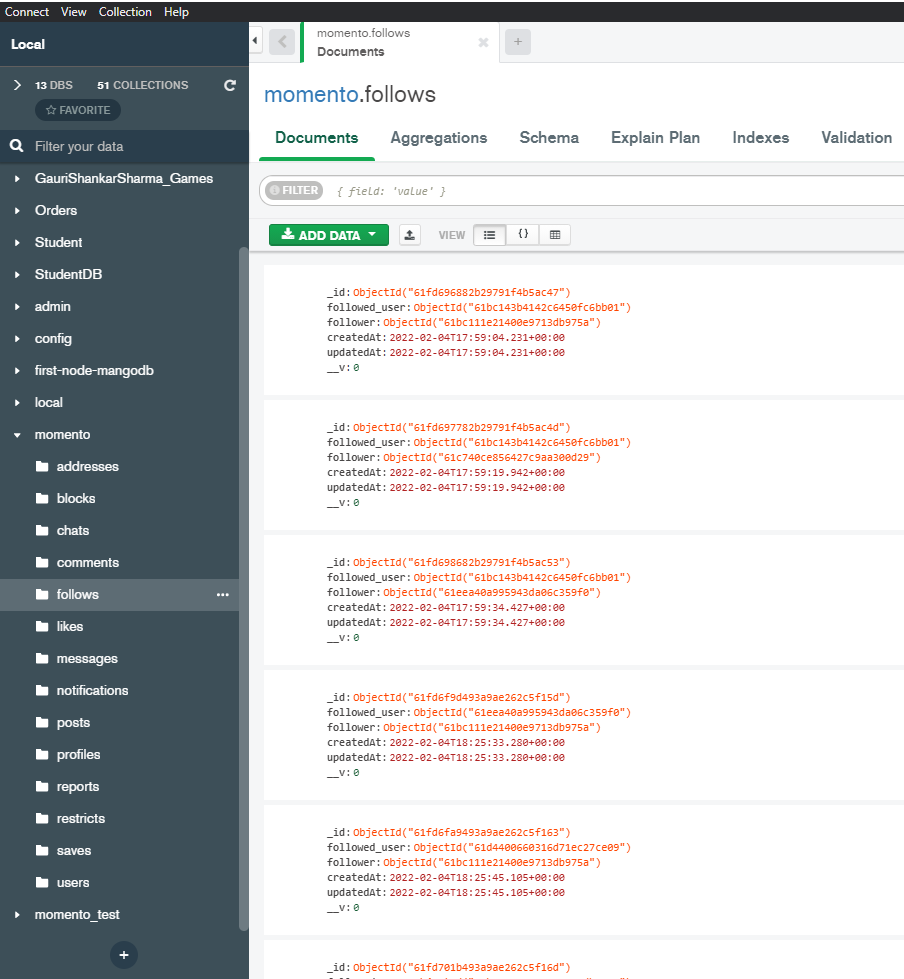 Connect View Collection Help
Local
13 DBS 51 COLLECTIONS
FAVORITE
Filter your data
GauriShankarSharma_Games
Orders
Student
StudentDB
admin
config
first-node-mangodb
local
momento
addresses
blocks
chats
comments
follows
likes
messages
notifications
posts
profiles
reports
restricts
saves
users
momento_test
momento.follows
Documents
momento.follows
Documents Aggregations Schema Explain Plan Indexes Validation
FILTER { field: 'value' }
ADD DATA VIEW {}
_id: ObjectId("61fd696882b29791f4b5ac47")
followed_user: ObjectId("61bc143b4142c6450fc6bb01")
follower: ObjectId("61bc111e21400e9713db975a")
createdAt: 2022-02-04T17:59:04.231+00:00
updatedAt: 2022-02-04T17:59:04.231+00:00
__v: 0
_id: ObjectId("61fd697782b29791f4b5ac4d")
followed_user: ObjectId("61bc143b4142c6450fc6bb01")
follower: ObjectId("61c740ce856427c9aa300d29")
createdAt: 2022-02-04T17:59:19.942+00:00
updatedAt: 2022-02-04T17:59:19.942+00:00
__v: 0
_id: ObjectId("61fd698682b29791f4b5ac53")
followed_user: ObjectId("61bc143b4142c6450fc6bb01")
follower: ObjectId("61eea40a995943da06c359f0")
createdAt: 2022-02-04T17:59:34.427+00:00
updatedAt: 2022-02-04T17:59:34.427+00:00
__v: 0
_id: ObjectId("61fd6f9d493a9ae262c5f15d")
followed_user: ObjectId("61eea40a995943da06c359f0")
follower: ObjectId("61bc111e21400e9713db975a")
createdAt: 2022-02-04T18:25:33.280+00:00
updatedAt: 2022-02-04T18:25:33.280+00:00
__v: 0
_id: ObjectId("61fd6fa9493a9ae262c5f163")
followed_user: ObjectId("61d4400660316d71ec27ce09")
follower: ObjectId("61bc111e21400e9713db975a")
createdAt: 2022-02-04T18:25:45.105+00:00
updatedAt: 2022-02-04T18:25:45.105+00:00
__v: 0
_id: ObjectId("61fd701b493a9ae262c5f16d")